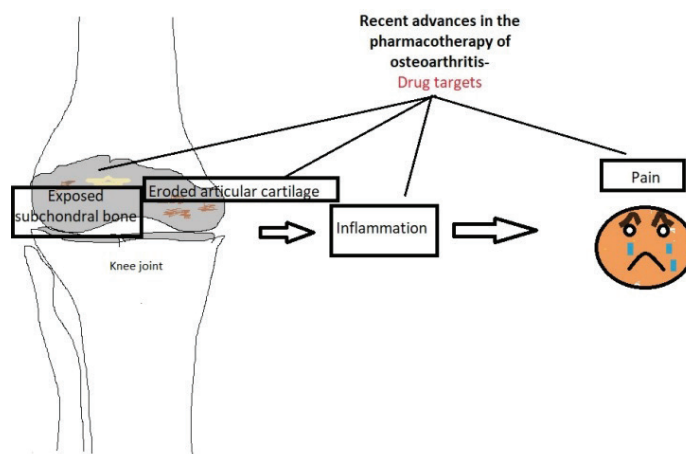 Recent advances in the
pharmacotherapy of
osteoarthritis-
Drug targets
Pain
Eroded articular cartilage
Exposed
subchondral bone
Inflammation
Knee joint